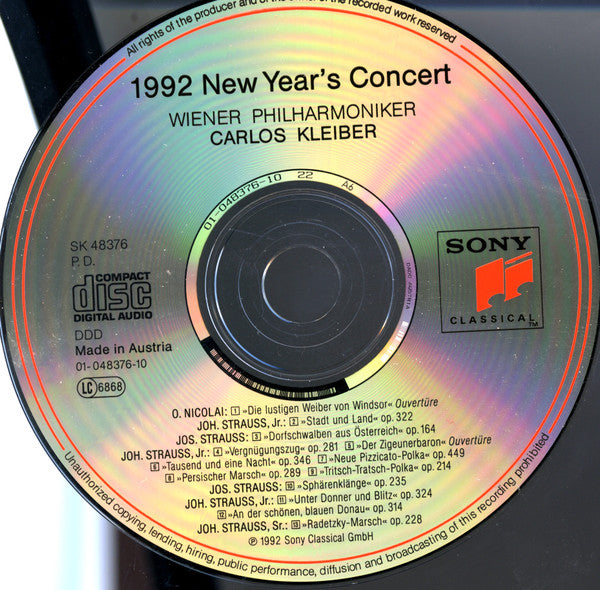 All rights of the producer and of the owner of the recorded work reserved
1992 New Year's Concert
WIENER PHILHARMONIKER
CARLOS KLEIBER
01-048376-10 22 A6
SK 48376
P. D.
COMPACT
disc
DIGITAL AUDIO
DDD
Made in Austria
01-048376-10
LC 6868
SONY
CLASSICAL™
O. NICOLAI: 1 »Die lustigen Weiber von Windsor« Ouvertüre
JOH. STRAUSS, Jr.: 2 »Stadt und Land« op. 322
JOS. STRAUSS: 3 »Dorfschwalben aus Österreich« op. 164
JOH. STRAUSS, Jr.: 4 »Vergnügungszug« op. 281 5 »Der Zigeunerbaron« Ouvertüre
6 »Tausend und eine Nacht« op. 346 7 »Neue Pizzicato-Polka« op. 449
8 »Persischer Marsch« op. 289 9 »Tritsch-Tratsch-Polka« op. 214
JOS. STRAUSS: 10 »Sphärenklänge« op. 235
JOH. STRAUSS, Jr.: 11 »Unter Donner und Blitz« op. 324
12 »An der schönen, blauen Donau« op. 314
JOH. STRAUSS, Sr.: 13 »Radetzky-Marsch« op. 228
℗ 1992 Sony Classical GmbH
Unauthorized copying, lending, hiring, public performance, diffusion and broadcasting of this recording prohibited